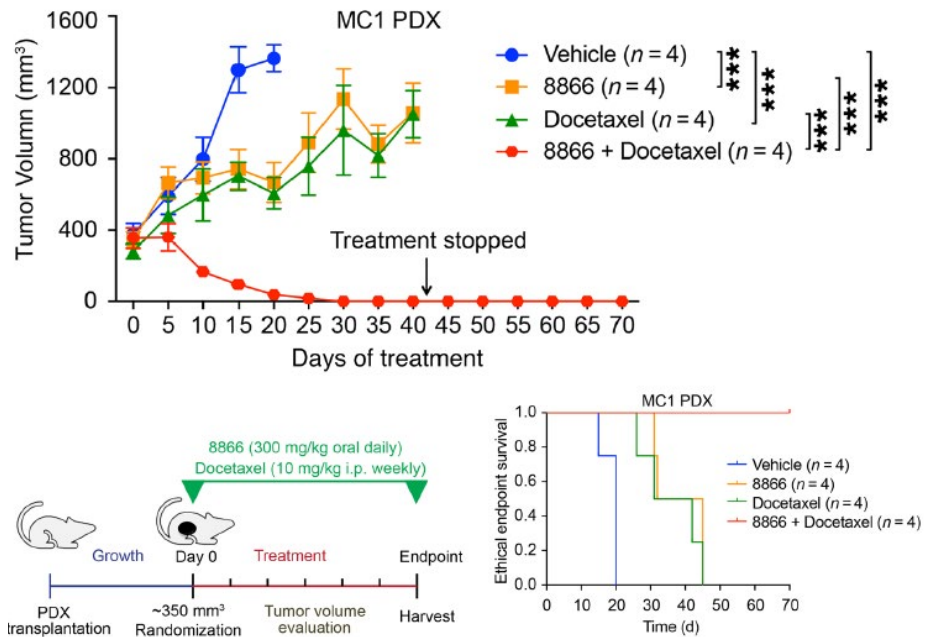 MC1 PDX
1600
1200
800
400
0
Tumor Volumn (mm³)
0 5 10 15 20 25 30 35 40 45 50 55 65 70
Days of treatment
Treatment stopped
Vehicle (n = 4)
8866 (n = 4)
Docetaxel (n = 4)
8866 + Docetaxel (n = 4)
***
***
***
***
***
8866 (300 mg/kg oral daily)
Docetaxel (10 mg/kg i.p. weekly)
Growth
Day 0
Treatment
Endpoint
PDX
transplantation
~350 mm³
Randomization
Tumor volume
evaluation
Harvest
MC1 PDX
1.0
0.8
0.6
0.4
0.2
0.0
Ethical endpoint survival
0 10 20 30 40 50 60 70
Time (d)
Vehicle (n = 4)
8866 (n = 4)
Docetaxel (n = 4)
8866 + Docetaxel (n = 4)